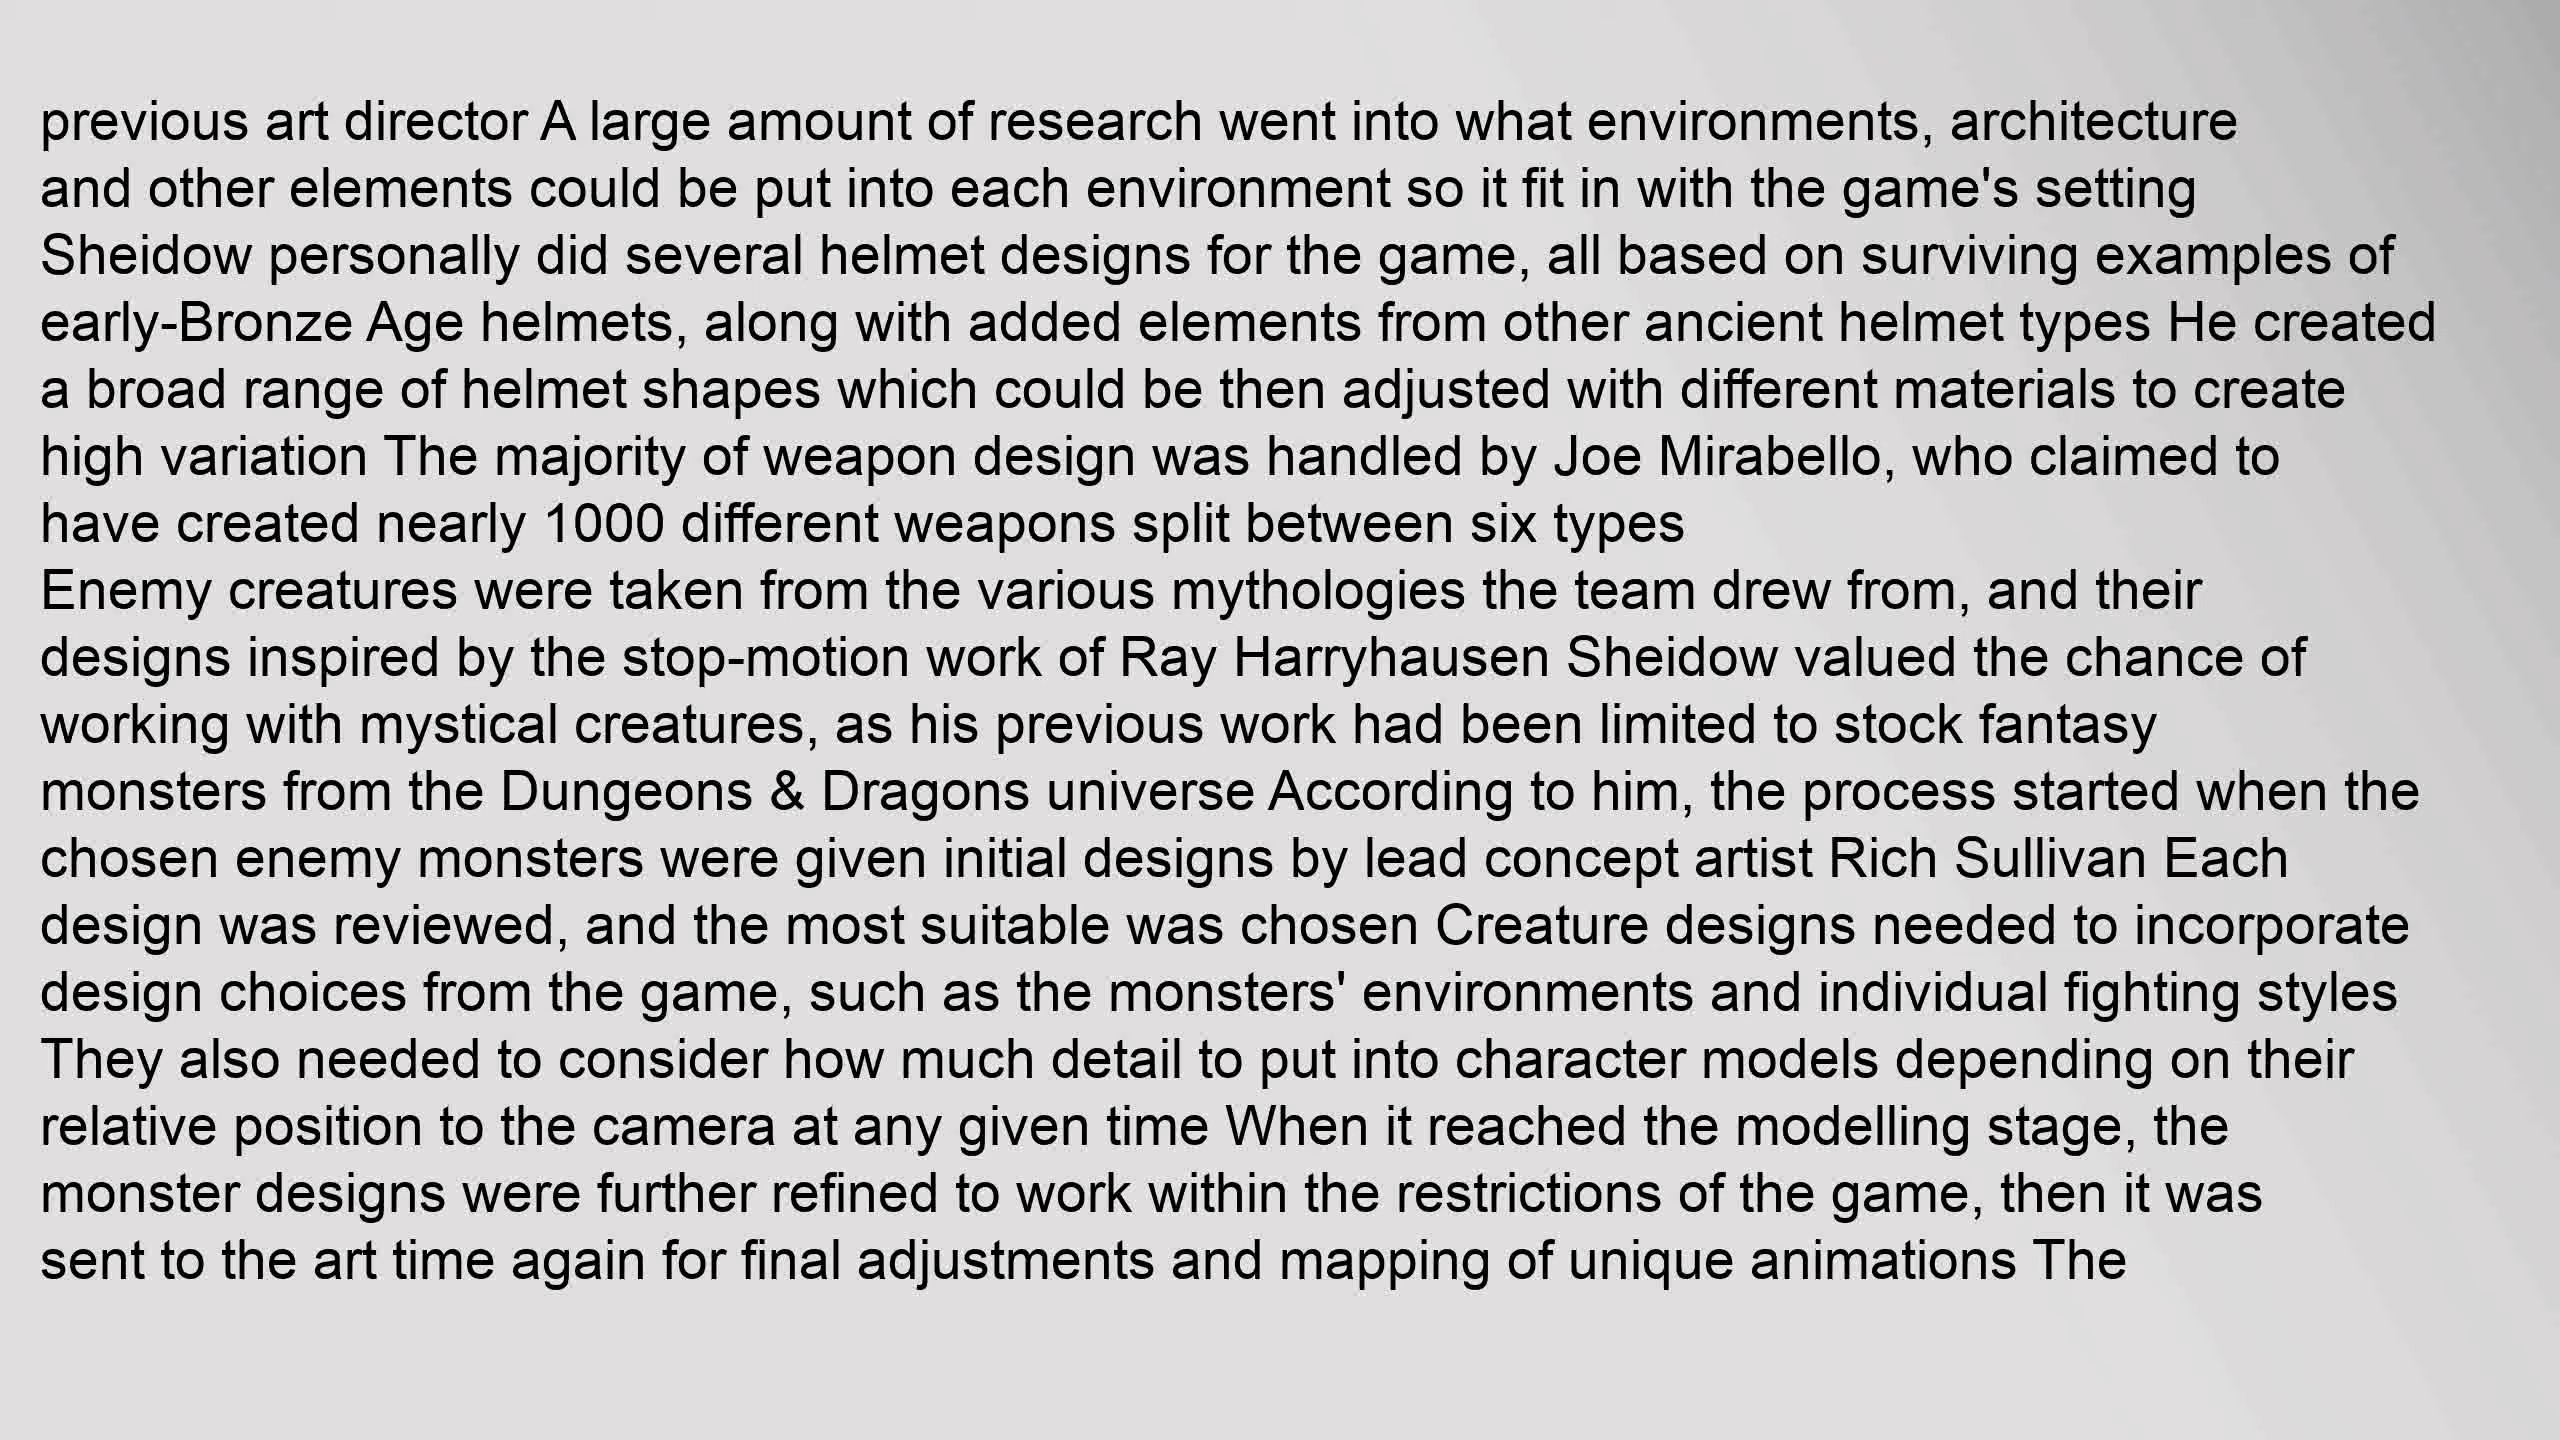 previous art director A large amount of research went into what environments, architecture
and other elements could be put into each environment so it fit in with the game's setting
Sheidow personally did several helmet designs for the game, all based on surviving examples of
early-Bronze Age helmets, along with added elements from other ancient helmet types He created
a broad range of helmet shapes which could be then adjusted with different materials to create
high variation The majority of weapon design was handled by Joe Mirabello, who claimed to
have created nearly 1000 different weapons split between six types
Enemy creatures were taken from the various mythologies the team drew from, and their
designs inspired by the stop-motion work of Ray Harryhausen Sheidow valued the chance of
working with mystical creatures, as his previous work had been limited to stock fantasy
monsters from the Dungeons & Dragons universe According to him, the process started when the
chosen enemy monsters were given initial designs by lead concept artist Rich Sullivan Each
design was reviewed, and the most suitable was chosen Creature designs needed to incorporate
design choices from the game, such as the monsters' environments and individual fighting styles
They also needed to consider how much detail to put into character models depending on their
relative position to the camera at any given time When it reached the modelling stage, the
monster designs were further refined to work within the restrictions of the game, then it was
sent to the art time again for final adjustments and mapping of unique animations The